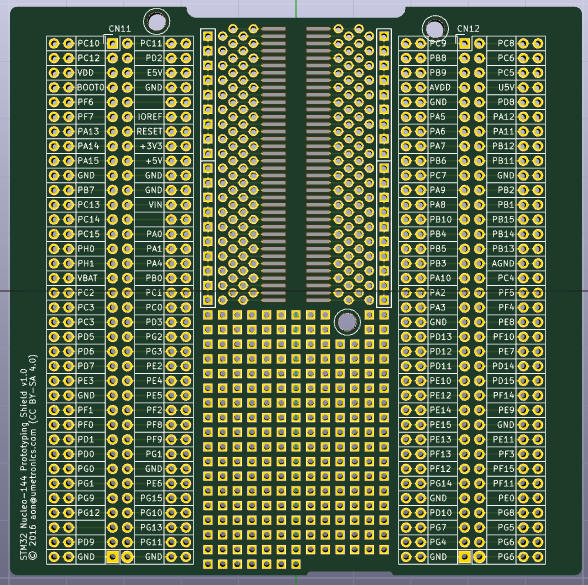 CN11 CN12
PC10 PC11 PC9 PC8
PC12 PD2 PB8 PC6
VDD E5V PB9 PC5
BOOT0 GND AVDD U5V
PF6 GND PD8
PF7 IOREF PA5 PA12
PA13 RESET PA6 PA11
PA14 +3V3 PA7 PB12
PA15 +5V PB6 PB11
GND GND PC7 GND
PB7 GND PA9 PB2
PC13 VIN PA8 PB1
PC14 PB10 PB15
PC15 PA0 PB4 PB14
PH0 PA1 PB5 PB13
PH1 PA4 PB3 AGND
VBAT PB0 PA10 PC4
PC2 PC1 PA2 PF5
PC3 PC0 PA3 PF4
PC3 PD3 GND PE8
PD5 PG2 PD13 PF10
PD6 PG3 PD12 PE7
PD7 PE2 PD11 PD14
PE3 PE4 PE10 PD15
GND PE5 PE12 PF14
PF1 PF2 PE14 PE9
PF0 PF8 PE15 GND
PD1 PF9 PE13 PE11
PD0 PG1 PF13 PF3
PG0 GND PF12 PF15
PG1 PE6 PG14 PF11
PG9 PG15 GND PE0
PG12 PG10 PD10 PG8
PG13 PG7 PG5
PD9 PG11 PG4 PG6
GND GND GND PG6
STM32 Nucleo-144 Prototyping Shield v1.0
© 2016 aon@umetronics.com (CC BY-SA 4.0)